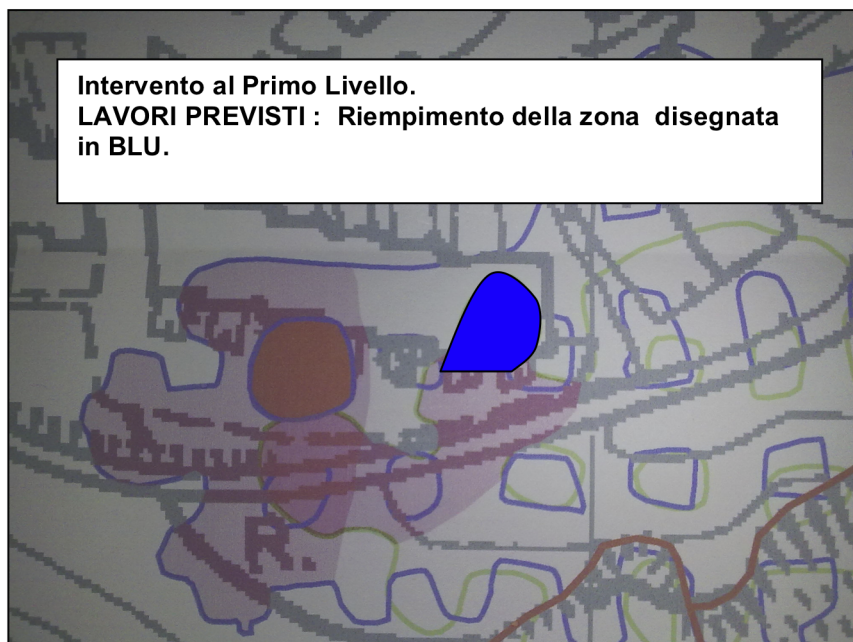 Intervento al Primo Livello.
LAVORI PREVISTI : Riempimento della zona disegnata
in BLU.
R.